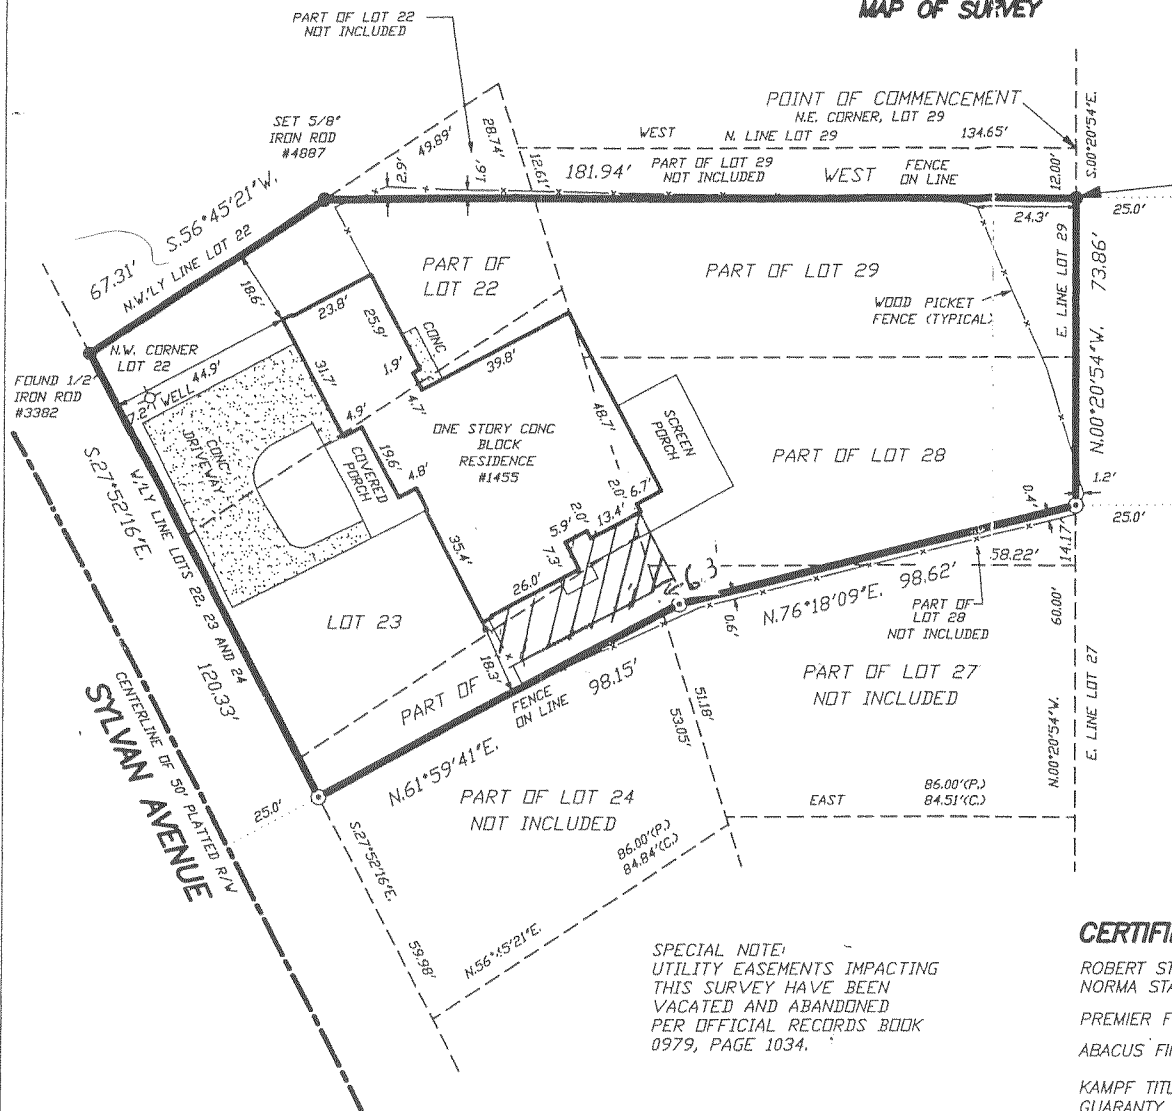 MAP OF SURVEY
PART OF LOT 22
NOT INCLUDED
POINT OF COMMENCEMENT
N.E. CORNER, LOT 29
SET 5/8"
IRON ROD
#4887
49.89'
28.74'
WEST N. LINE LOT 29 134.65'
S.00°20'54"E.
2.9'
1.9'
12.61'
181.94'
PART OF LOT 29
NOT INCLUDED
WEST
FENCE
ON LINE
12.00'
S.56°45'21"W.
67.31'
N.W.'LY LINE LOT 22
24.3'
25.0'
PART OF
LOT 22
PART OF LOT 29
E. LINE LOT 29
73.86'
N.00°20'54"W.
18.6'
23.8'
25.9'
CONC
WOOD PICKET
FENCE (TYPICAL)
N.W. CORNER
LOT 22
44.9'
WELL
7.2'
31.7'
1.9'
4.7'
39.8'
FOUND 1/2"
IRON ROD
#3382
CONC
DRIVEWAY
4.9'
COVERED
PORCH
19.6'
4.8'
ONE STORY CONC
BLOCK
RESIDENCE
#1455
48.7'
SCREEN
PORCH
PART OF LOT 28
S.27°52'16"E.
W'LY LINE LOTS 22, 23 AND 24
120.33'
35.4'
5.9'
2.0'
13.4'
2.0'
6.7'
7.3'
26.0'
0.4'
1.2'
25.0'
14.17'
58.22'
6.3'
0.6'
N.76°18'09"E. 98.62'
PART OF
LOT 28
NOT INCLUDED
60.00'
LOT 23
18.3'
PART OF
FENCE
ON LINE
98.15'
N.61°59'41"E.
51.18'
53.05'
PART OF LOT 27
NOT INCLUDED
N.00°20'54"W.
E. LINE LOT 27
CENTERLINE OF 50' PLATTED R/W
SYLVAN AVENUE
25.0'
PART OF LOT 24
NOT INCLUDED
EAST
86.00'(P.)
84.51'(C.)
86.00'(P.)
84.84'(C.)
S.27°52'16"E.
59.98'
N.56°45'21"E.
SPECIAL NOTE:
UTILITY EASEMENTS IMPACTING
THIS SURVEY HAVE BEEN
VACATED AND ABANDONED
PER OFFICIAL RECORDS BOOK
0979, PAGE 1034.
CERTIFI
ROBERT ST
NORMA STA
PREMIER F
ABACUS FI
KAMPF TITL
GUARANTY